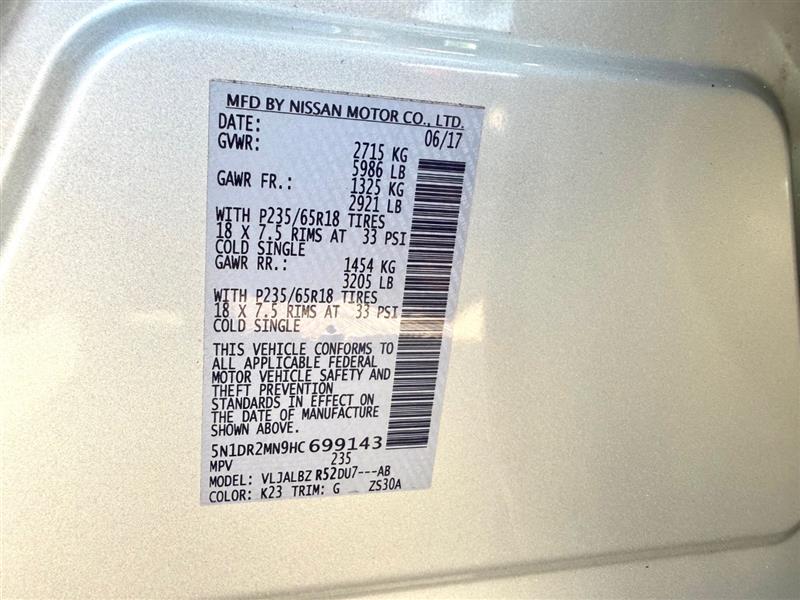 MFD BY NISSAN MOTOR CO., LTD.
DATE: 06/17
GVWR: 2715 KG
5986 LB
GAWR FR.: 1325 KG
2921 LB
WITH P235/65R18 TIRES
18 X 7.5 RIMS AT 33 PSI
COLD SINGLE
GAWR RR.: 1454 KG
3205 LB
WITH P235/65R18 TIRES
18 X 7.5 RIMS AT 33 PSI
COLD SINGLE
THIS VEHICLE CONFORMS TO
ALL APPLICABLE FEDERAL
MOTOR VEHICLE SAFETY AND
THEFT PREVENTION
STANDARDS IN EFFECT ON
THE DATE OF MANUFACTURE
SHOWN ABOVE.
5N1DR2MN9HC699143
MPV 235
MODEL: VLJALBZ R52DU7---AB
COLOR: K23 TRIM: G ZS30A